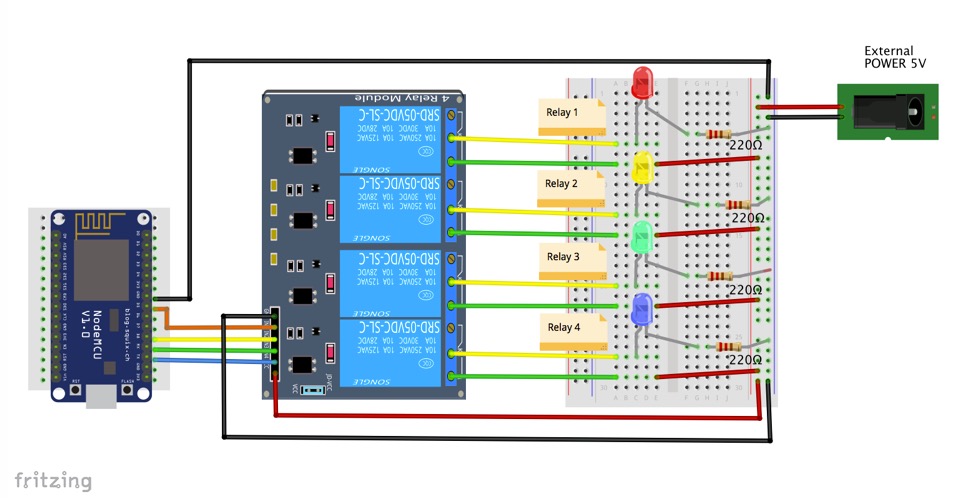 External
POWER 5V
4 Relay Module
SRD-05VDC-SL-C
10A 250VAC 10A 125VAC
10A 30VDC 10A 28VDC
SONGLE
Relay 1
220Ω
SRD-05VDC-SL-C
10A 250VAC 10A 125VAC
10A 30VDC 10A 28VDC
SONGLE
Relay 2
220Ω
SRD-05VDC-SL-C
10A 250VAC 10A 125VAC
10A 30VDC 10A 28VDC
SONGLE
Relay 3
220Ω
SRD-05VDC-SL-C
10A 250VAC 10A 125VAC
10A 30VDC 10A 28VDC
SONGLE
Relay 4
220Ω
NodeMCU
V1.0
RST
FLASH
VCC
JD-VCC
fritzing